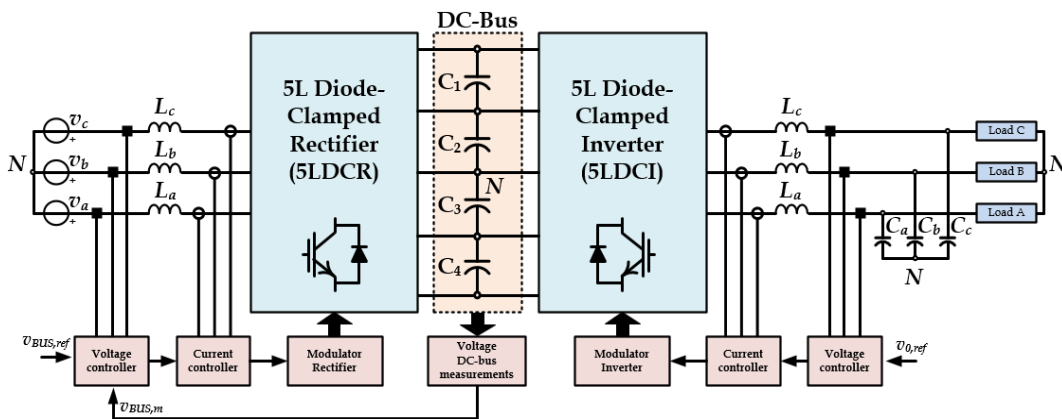 DC-Bus
5L Diode-
Clamped
Rectifier
(5LDCR)
5L Diode-
Clamped
Inverter
(5LDCI)
C1
C2
N
C3
C4
Lc
Lb
La
vc
+
vb
+
va
+
N
Lc
Lb
La
Ca
Cb
Cc
N
Load C
Load B
Load A
N
vBUS,ref
Voltage
controller
Current
controller
Modulator
Rectifier
Voltage
DC-bus
measurements
Modulator
Inverter
Current
controller
Voltage
controller
v0,ref
vBUS,m